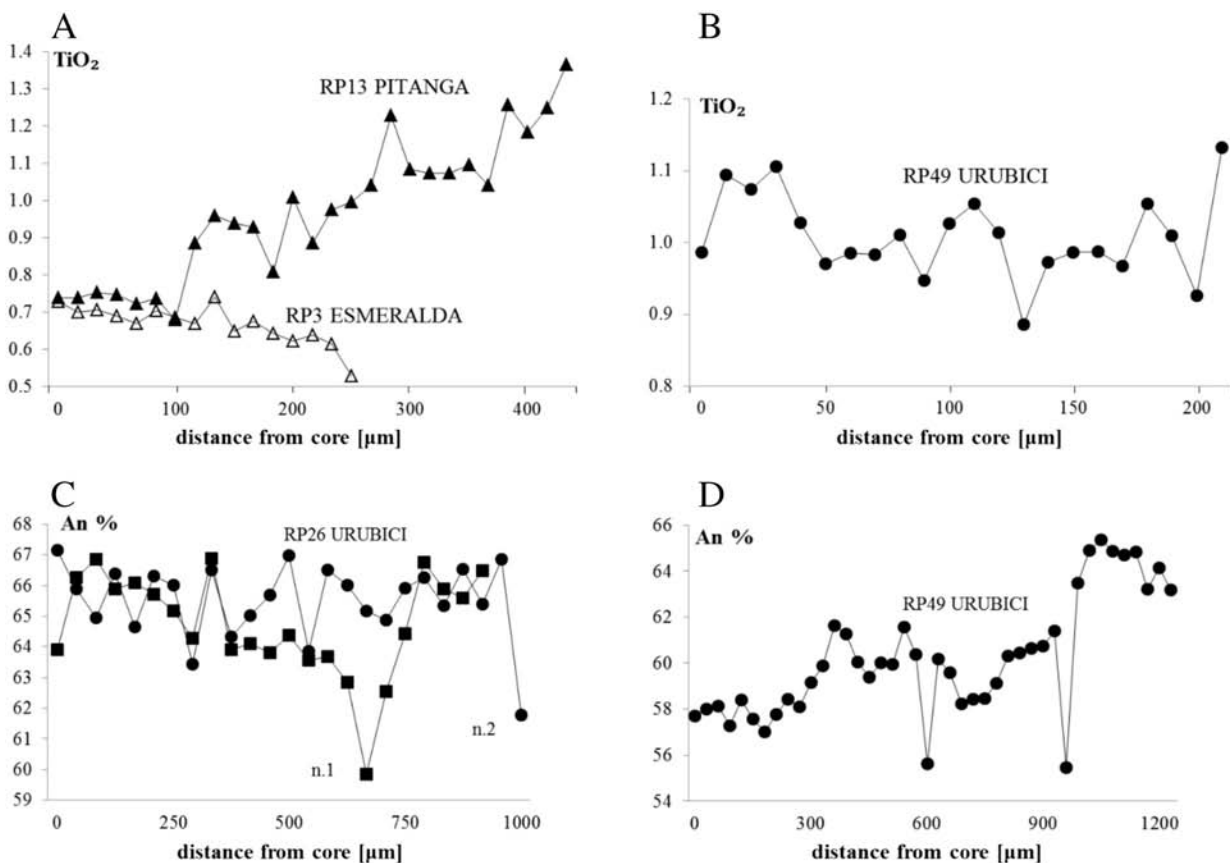 A
TiO₂
1.4
1.3
1.2
1.1
1.0
0.9
0.8
0.7
0.6
0.5
RP13 PITANGA
RP3 ESMERALDA
0 100 200 300 400
distance from core [µm]
B
TiO₂
1.2
1.1
1.0
0.9
0.8
RP49 URUBICI
0 50 100 150 200
distance from core [µm]
C
An %
68
67
66
65
64
63
62
61
60
59
RP26 URUBICI
n.1
n.2
0 250 500 750 1000
distance from core [µm]
D
An %
66
64
62
60
58
56
54
RP49 URUBICI
0 300 600 900 1200
distance from core [µm]